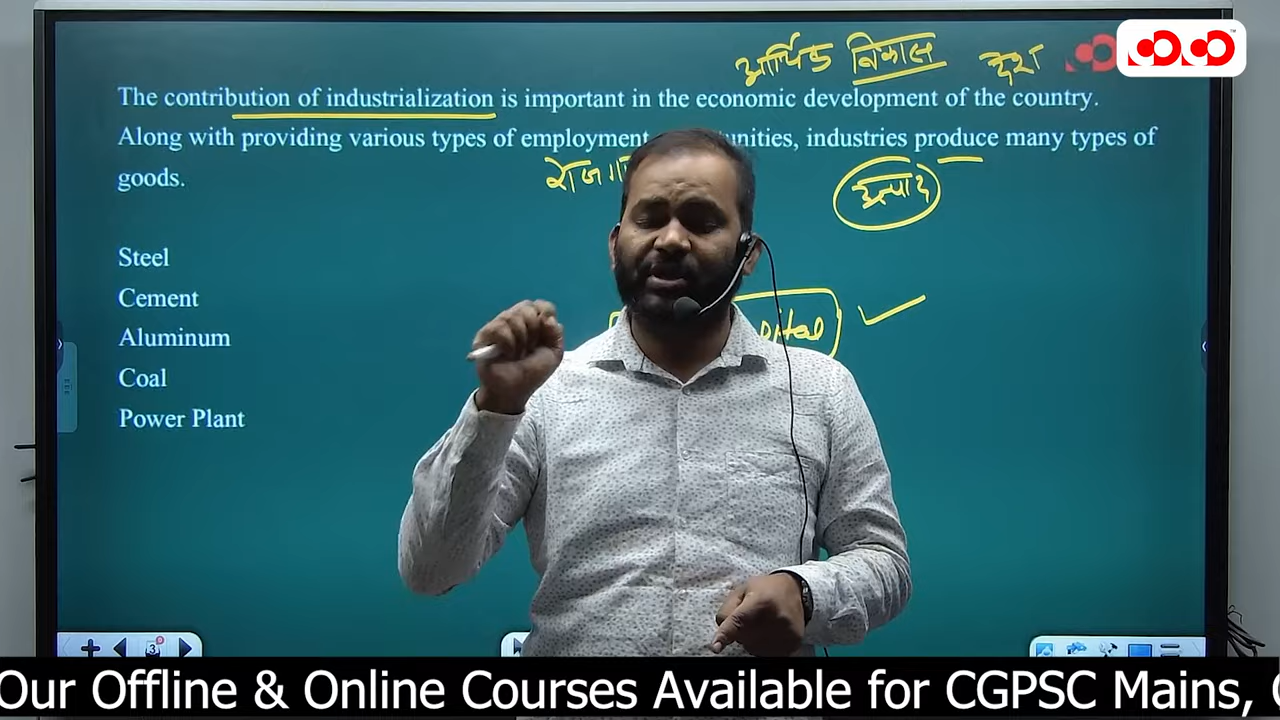 आर्थिक विकास देश
The contribution of industrialization is important in the economic development of the country.
Along with providing various types of employment unities, industries produce many types of
goods.
उत्पाद
Steel
Cement
Aluminum
Coal
Power Plant
3
Our Offline & Online Courses Available for CGPSC Mains,